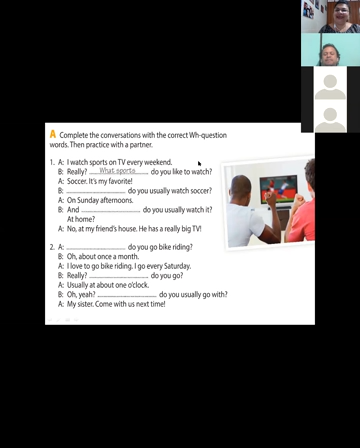 A Complete the conversations with the correct Wh-question
words. Then practice with a partner.
1. A: I watch sports on TV every weekend.
B: Really? What sports do you like to watch?
A: Soccer. It's my favorite!
B: ........................ do you usually watch soccer?
A: On Sunday afternoons.
B: And ........................ do you usually watch it?
At home?
A: No, at my friend's house. He has a really big TV!
2. A: ........................ do you go bike riding?
B: Oh, about once a month.
A: I love to go bike riding. I go every Saturday.
B: Really? ........................ do you go?
A: Usually at about one o'clock.
B: Oh, yeah? ........................ do you usually go with?
A: My sister. Come with us next time!